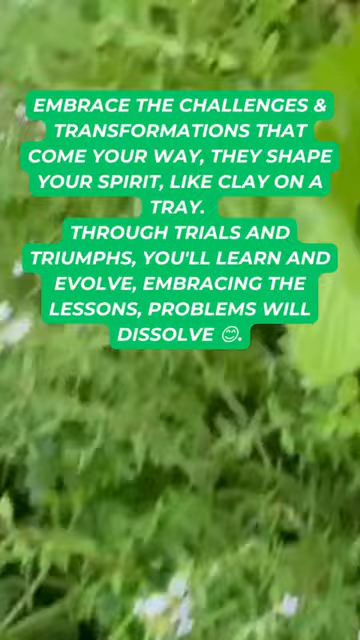 EMBRACE THE CHALLENGES &
TRANSFORMATIONS THAT
COME YOUR WAY, THEY SHAPE
YOUR SPIRIT, LIKE CLAY ON A
TRAY.
THROUGH TRIALS AND
TRIUMPHS, YOU'LL LEARN AND
EVOLVE, EMBRACING THE
LESSONS, PROBLEMS WILL
DISSOLVE 😊.